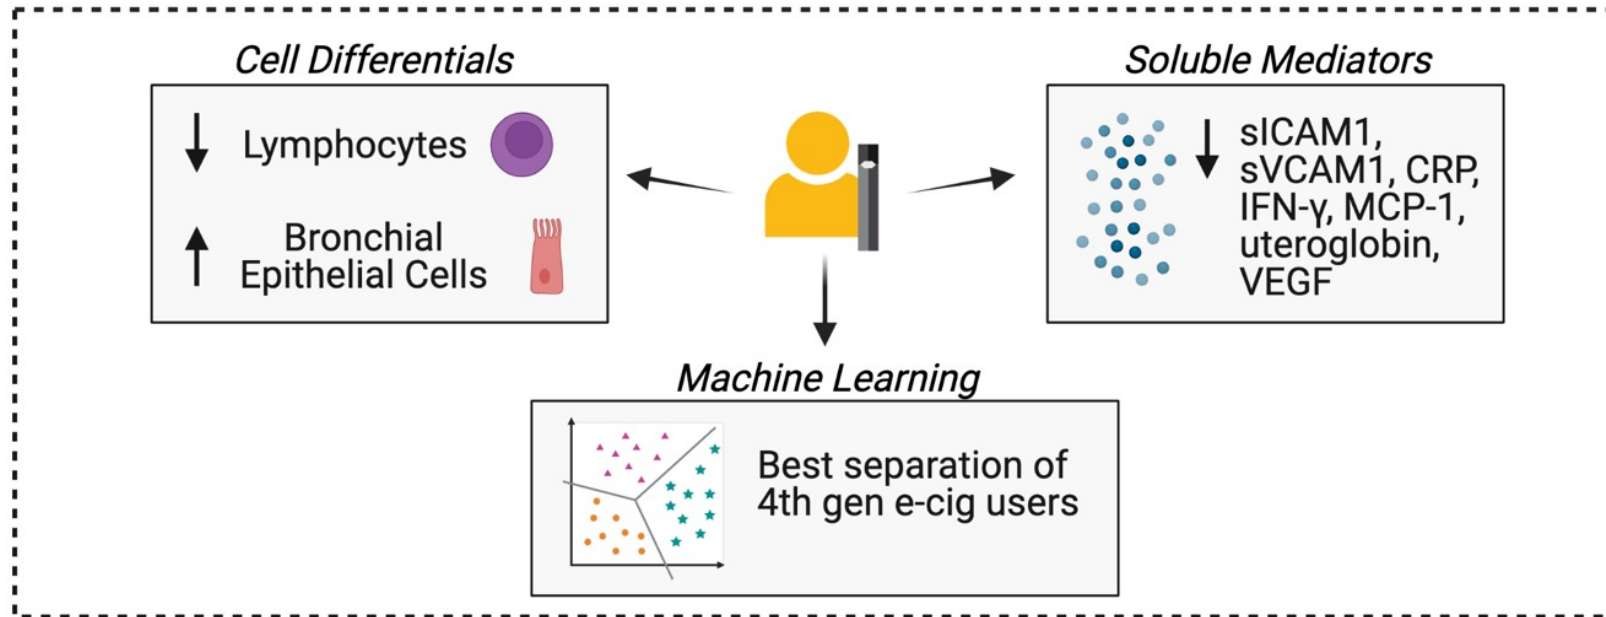 Cell Differentials
Lymphocytes
Bronchial
Epithelial Cells
Soluble Mediators
sICAM1,
sVCAM1, CRP,
IFN-γ, MCP-1,
uteroglobin,
VEGF
Machine Learning
Best separation of
4th gen e-cig users